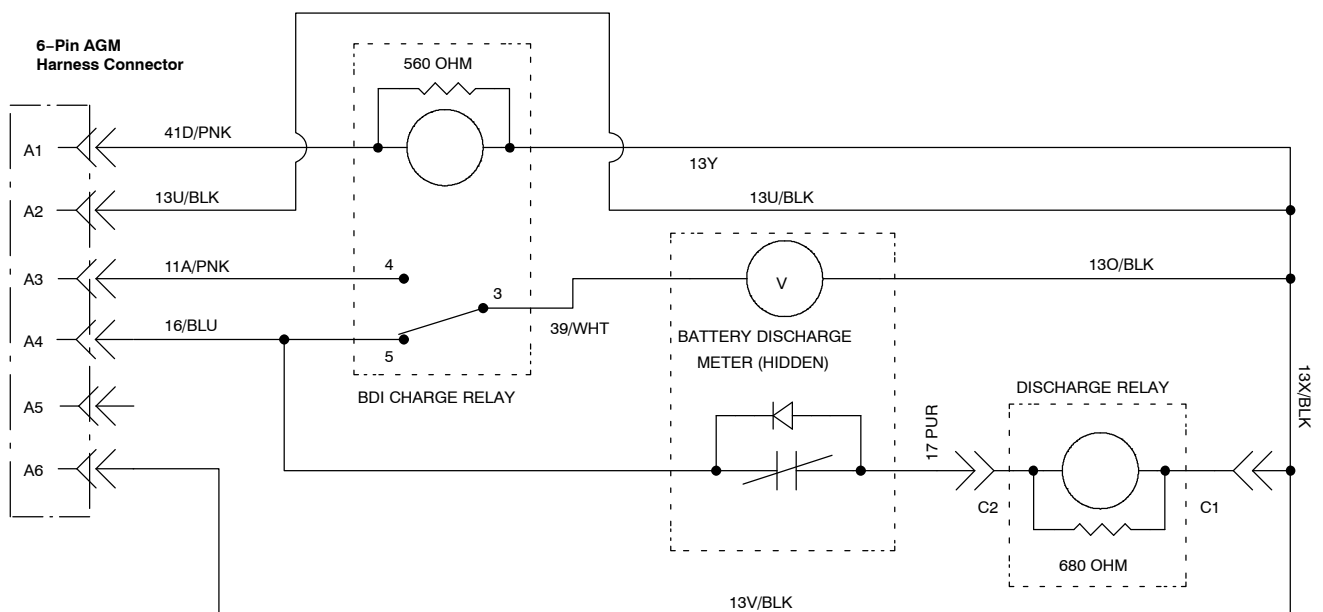 6–Pin AGM
Harness Connector
560 OHM
A1
41D/PNK
13Y
A2
13U/BLK
13U/BLK
A3
11A/PNK
4
V
13O/BLK
3
A4
16/BLU
5
39/WHT
BATTERY DISCHARGE
METER (HIDDEN)
BDI CHARGE RELAY
DISCHARGE RELAY
13X/BLK
A5
17 PUR
A6
C2
C1
680 OHM
13V/BLK